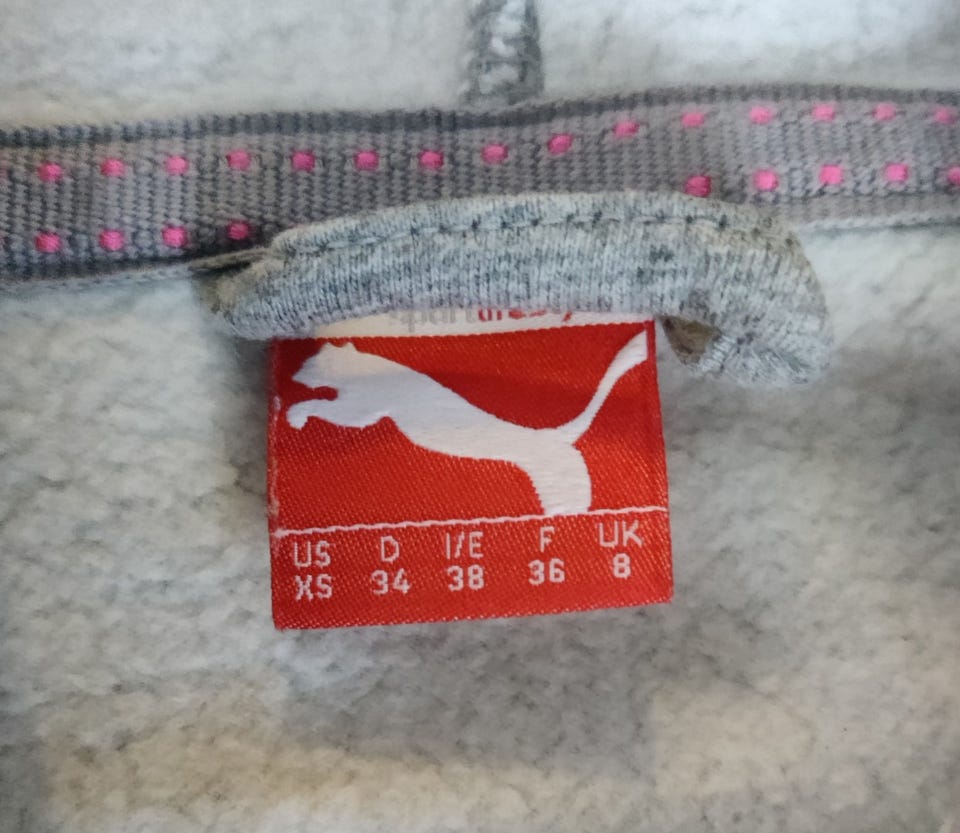 US D I/E F UK
XS 34 38 36 8